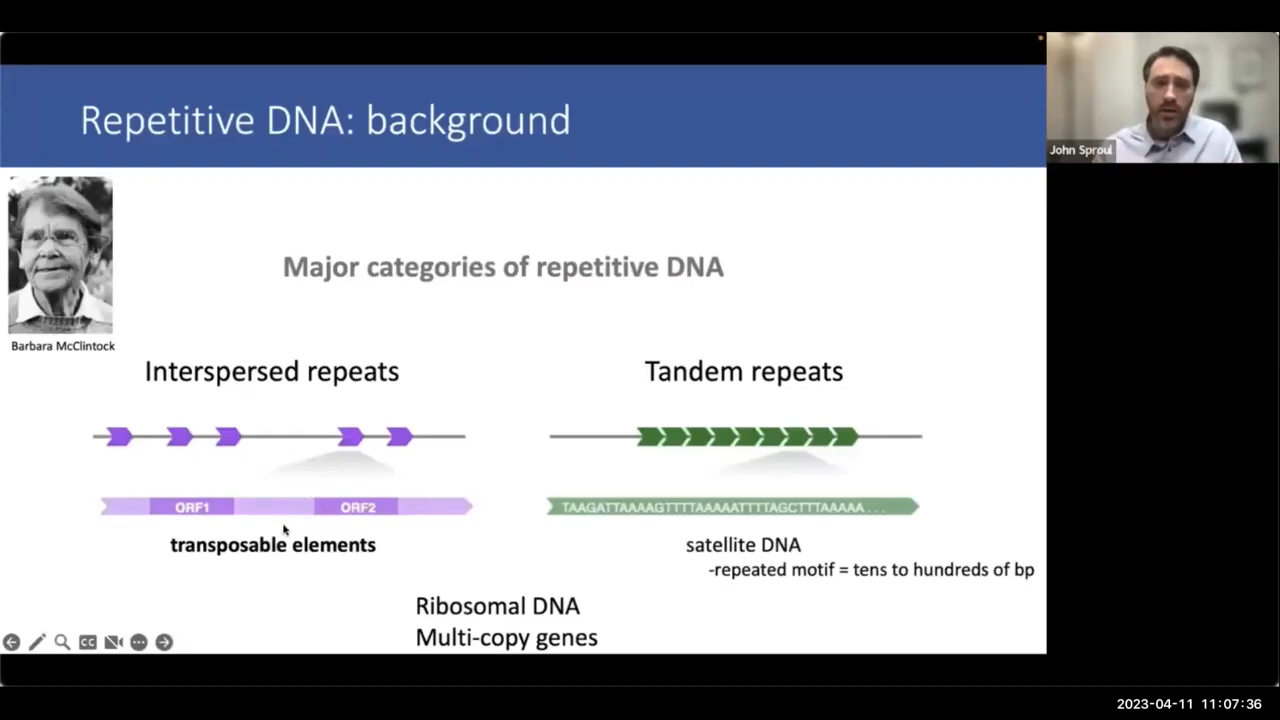 Repetitive DNA: background
John Sproul
Barbara McClintock
Major categories of repetitive DNA
Interspersed repeats
Tandem repeats
ORF1
ORF2
TAAGATTAAAAGTTTTAAAAATTTTAGCTTTAAAAA...
transposable elements
satellite DNA
-repeated motif = tens to hundreds of bp
Ribosomal DNA
Multi-copy genes
CC
2023-04-11 11:07:36